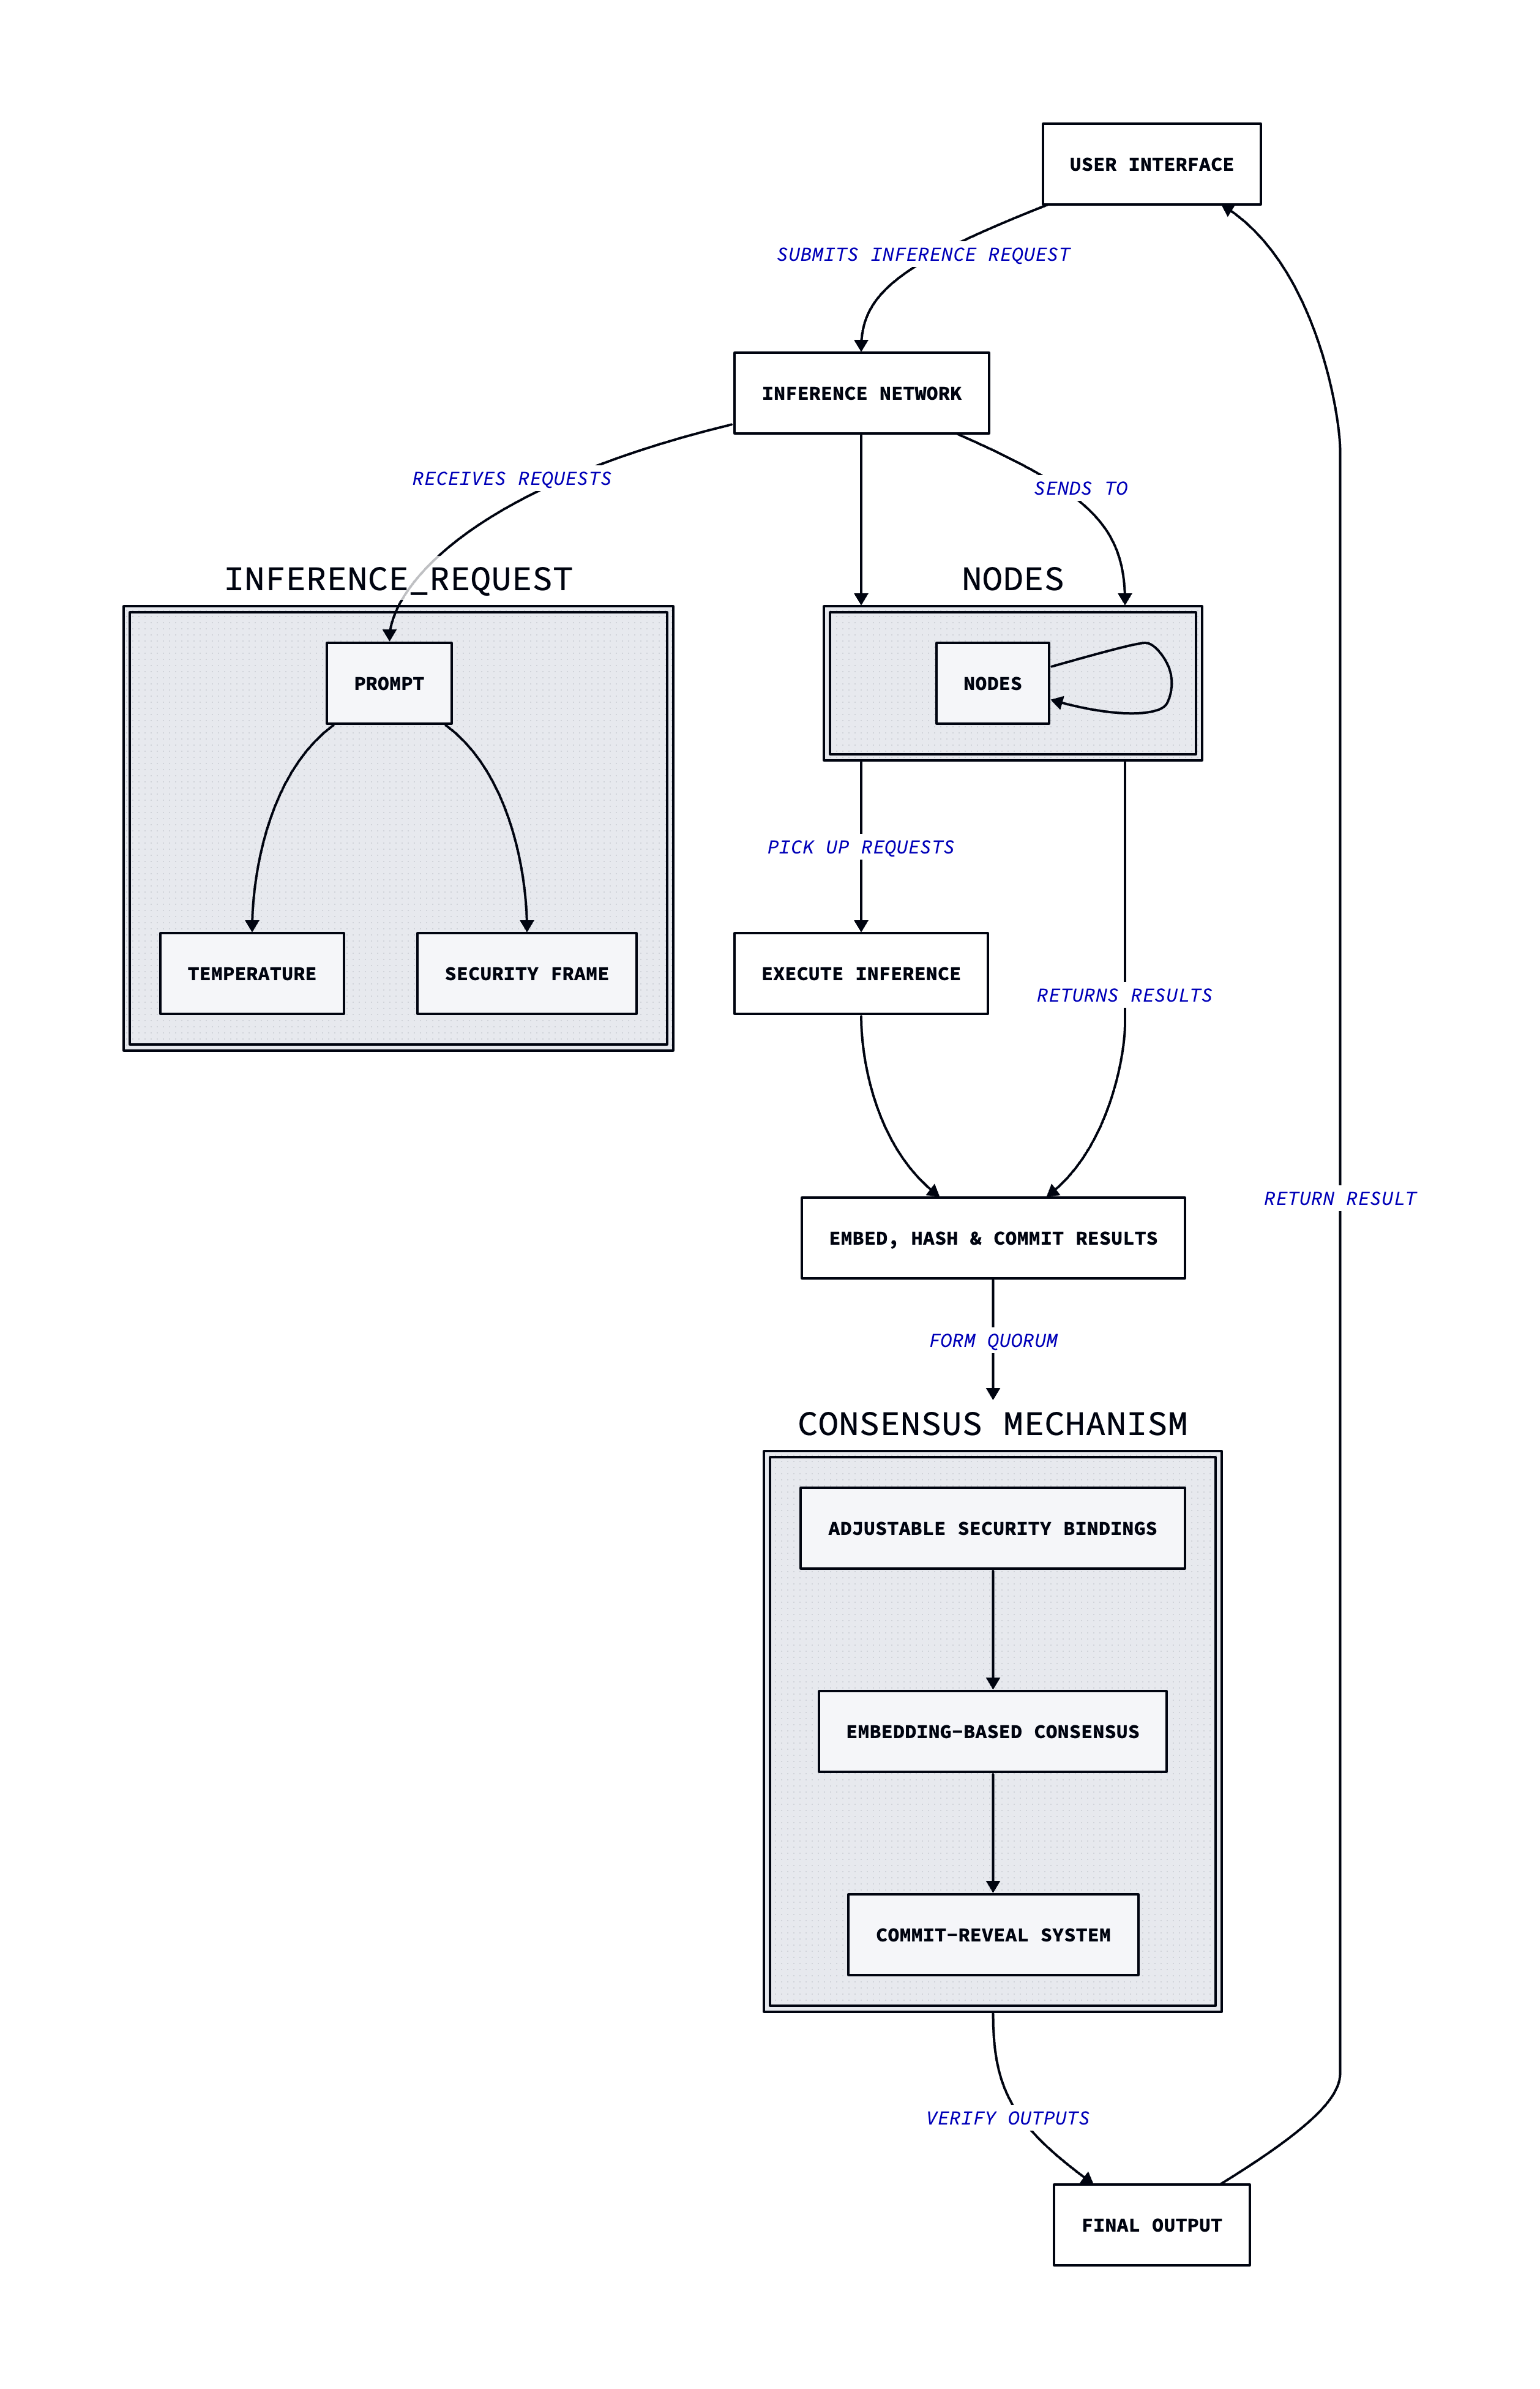 USER INTERFACE
SUBMITS INFERENCE REQUEST
INFERENCE NETWORK
RECEIVES REQUESTS
SENDS TO
INFERENCE_REQUEST
NODES
PROMPT
NODES
PICK UP REQUESTS
TEMPERATURE
SECURITY FRAME
EXECUTE INFERENCE
RETURNS RESULTS
RETURN RESULT
EMBED, HASH & COMMIT RESULTS
FORM QUORUM
CONSENSUS MECHANISM
ADJUSTABLE SECURITY BINDINGS
EMBEDDING-BASED CONSENSUS
COMMIT-REVEAL SYSTEM
VERIFY OUTPUTS
FINAL OUTPUT